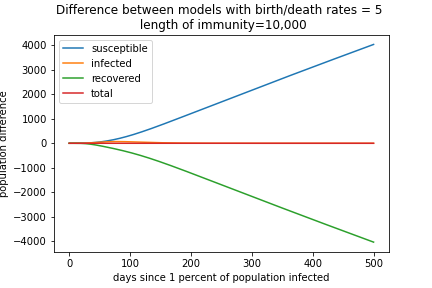 Difference between models with birth/death rates = 5
length of immunity=10,000
susceptible
infected
recovered
total
population difference
4000
3000
2000
1000
0
−1000
−2000
−3000
−4000
0
100
200
300
400
500
days since 1 percent of population infected